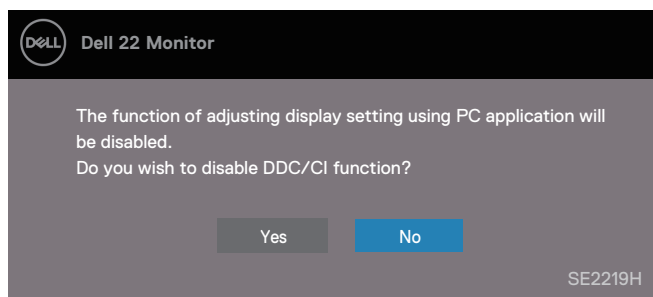 DELL
Dell 22 Monitor
The function of adjusting display setting using PC application will
be disabled.
Do you wish to disable DDC/CI function?
Yes No
SE2219H